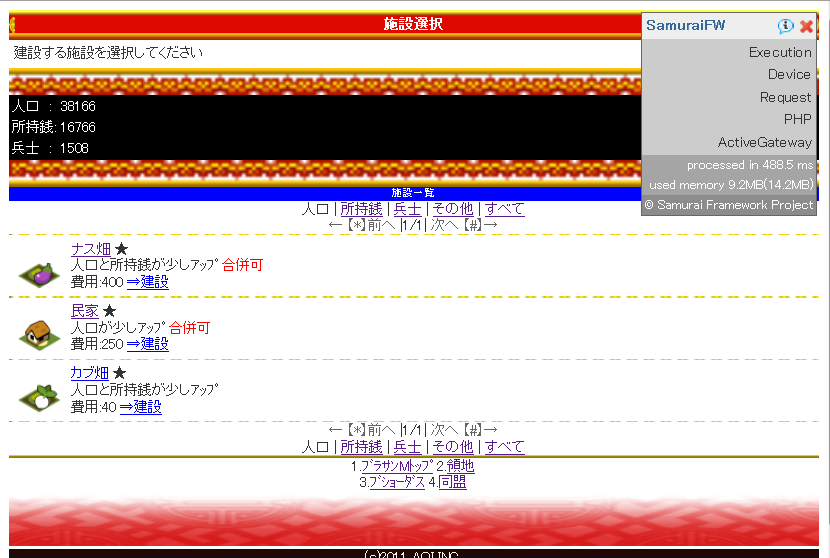 施設選択
建設する施設を選択してください
SamuraiFW
Execution
Device
Request
PHP
ActiveGateway
processed in 488.5 ms
used memory 9.2MB(14.2MB)
© Samurai Framework Project
人口 : 38166
所持銭: 16766
兵士 : 1508
施設一覧
人口 | 所持銭 | 兵士 | その他 | すべて
←【*】前へ |1/1| 次へ【#】→
ナス畑 ★
人口と所持銭が少しアップ合併可
費用:400 ⇒建設
民家 ★
人口が少しアップ合併可
費用:250 ⇒建設
カブ畑 ★
人口と所持銭が少しアップ
費用:40 ⇒建設
←【*】前へ |1/1| 次へ【#】→
人口 | 所持銭 | 兵士 | その他 | すべて
1.ブラサンMトップ 2.領地
3.ブショーダス 4.同盟
(c)2011 AQI INC.